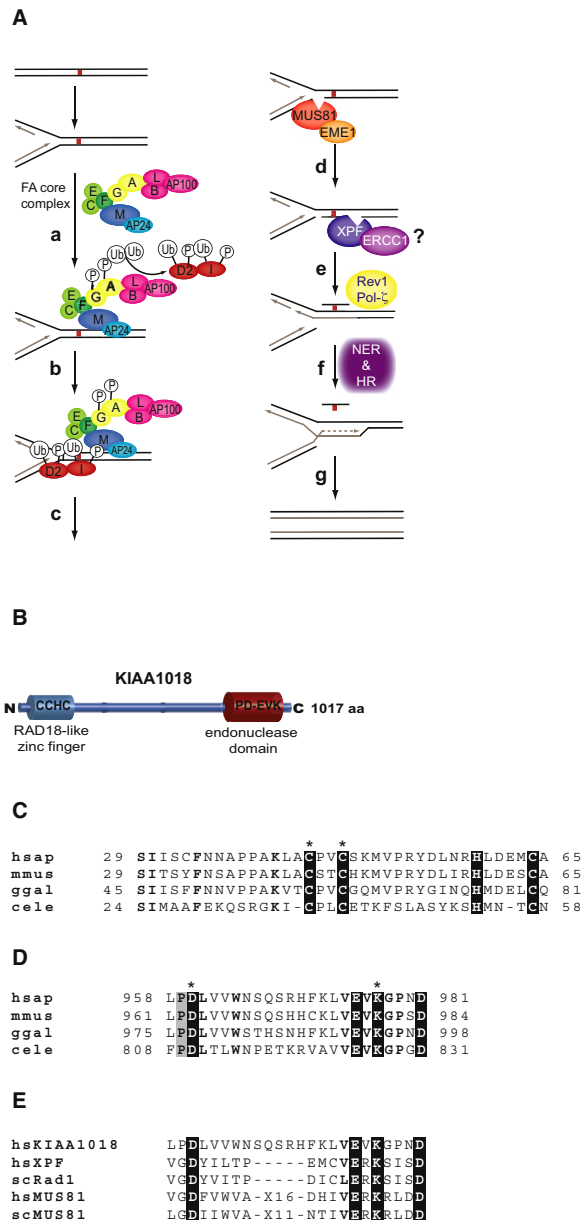 A
FA core
complex
E
C
F
G
A
L
B
AP100
M
AP24
a
P
P
Ub
Ub
Ub
P
Ub
P
D2
I
E
C
F
G
A
L
B
AP100
M
AP24
b
P
P
E
C
F
G
A
L
B
AP100
M
AP24
Ub
P
Ub
P
D2
I
c
MUS81
EME1
d
XPF
ERCC1
?
e
Rev1
Pol-ζ
f
NER
&
HR
g
B
KIAA1018
N CCHC PD-EVK C 1017 aa
RAD18-like
zinc finger
endonuclease
domain
C
* *
hsap 29 SIISCFNNAPPAKLACPVCSKMVPRYDLNRHLDEMCA 65
mmus 29 SITSYFNSAPPAKLACSTCHKMVPRYDLIRHLDESCA 65
ggal 45 SIISFFNNVPPAKVTCPVCGQMVPRYGINQHMDELCQ 81
cele 24 SIMAAFEKQSRGKI-CPLCETKFSLASYKSHMN-TCN 58
D
* *
hsap 958 LPDLVVWNSQSRHFKLVEVKGPND 981
mmus 961 LPDLVVWNSQSHHCKLVEVKGPSD 984
ggal 975 LPDLVVWSTHSNHFKLVEVKGPND 998
cele 808 FPDLTLWNPETKRVAVVEVKGPGD 831
E
hsKIAA1018 LPDLVVWNSQSRHFKLVEVKGPND
hsXPF VGDYILTP-----EMCVERKSISD
scRad1 VGDYVITP-----DICLERKSISD
hsMUS81 VGDFVWVA-X16-DHIVERKRLDD
scMUS81 LGDIIWVA-X11-NTIVERKRLDD